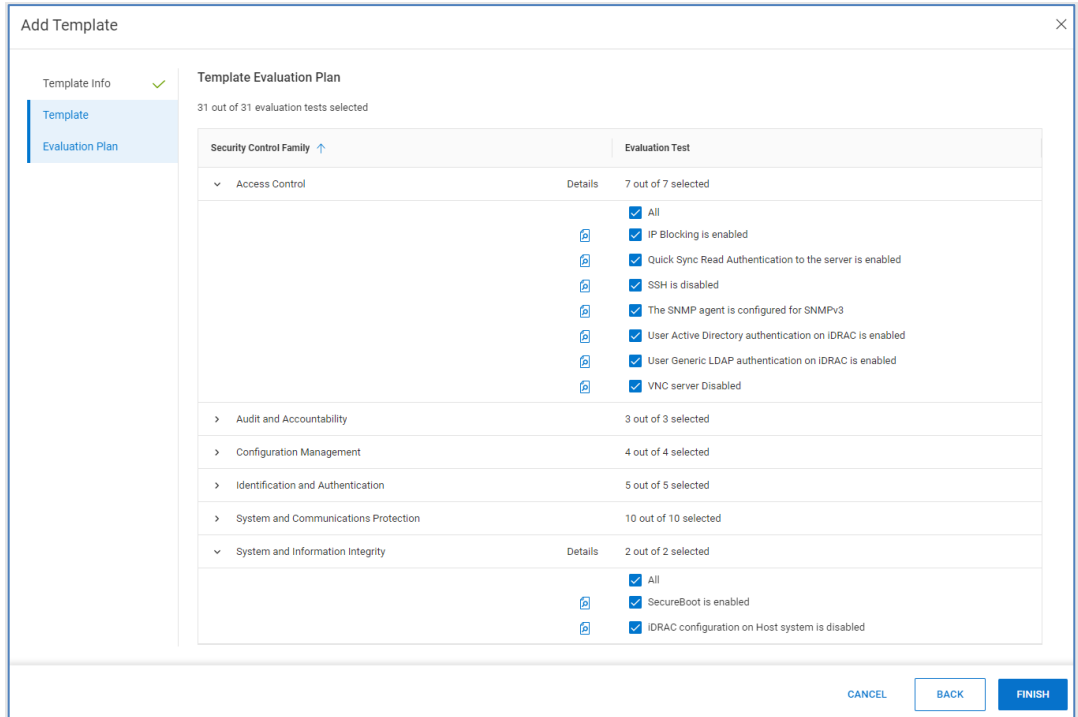 Add Template
Template Info
Template
Evaluation Plan
Template Evaluation Plan
31 out of 31 evaluation tests selected
Security Control Family Evaluation Test
Access Control Details 7 out of 7 selected
All
IP Blocking is enabled
Quick Sync Read Authentication to the server is enabled
SSH is disabled
The SNMP agent is configured for SNMPv3
User Active Directory authentication on iDRAC is enabled
User Generic LDAP authentication on iDRAC is enabled
VNC server Disabled
Audit and Accountability 3 out of 3 selected
Configuration Management 4 out of 4 selected
Identification and Authentication 5 out of 5 selected
System and Communications Protection 10 out of 10 selected
System and Information Integrity Details 2 out of 2 selected
All
SecureBoot is enabled
iDRAC configuration on Host system is disabled
CANCEL BACK FINISH